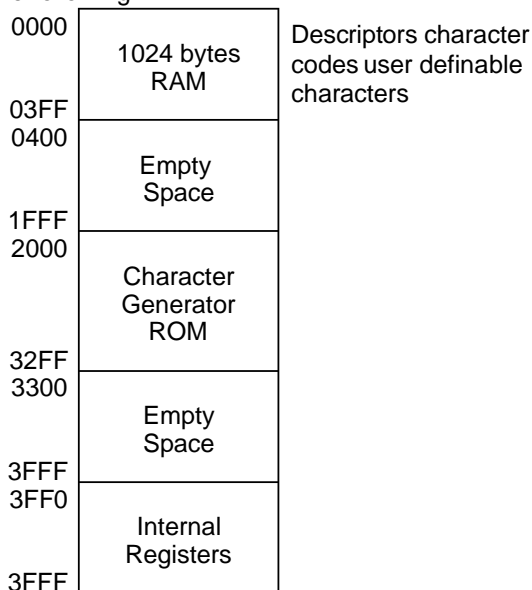 0000
1024 bytes
RAM
Descriptors character
codes user definable
characters
03FF
0400
Empty
Space
1FFF
2000
Character
Generator
ROM
32FF
3300
Empty
Space
3FFF
3FF0
Internal
Registers
3FFF